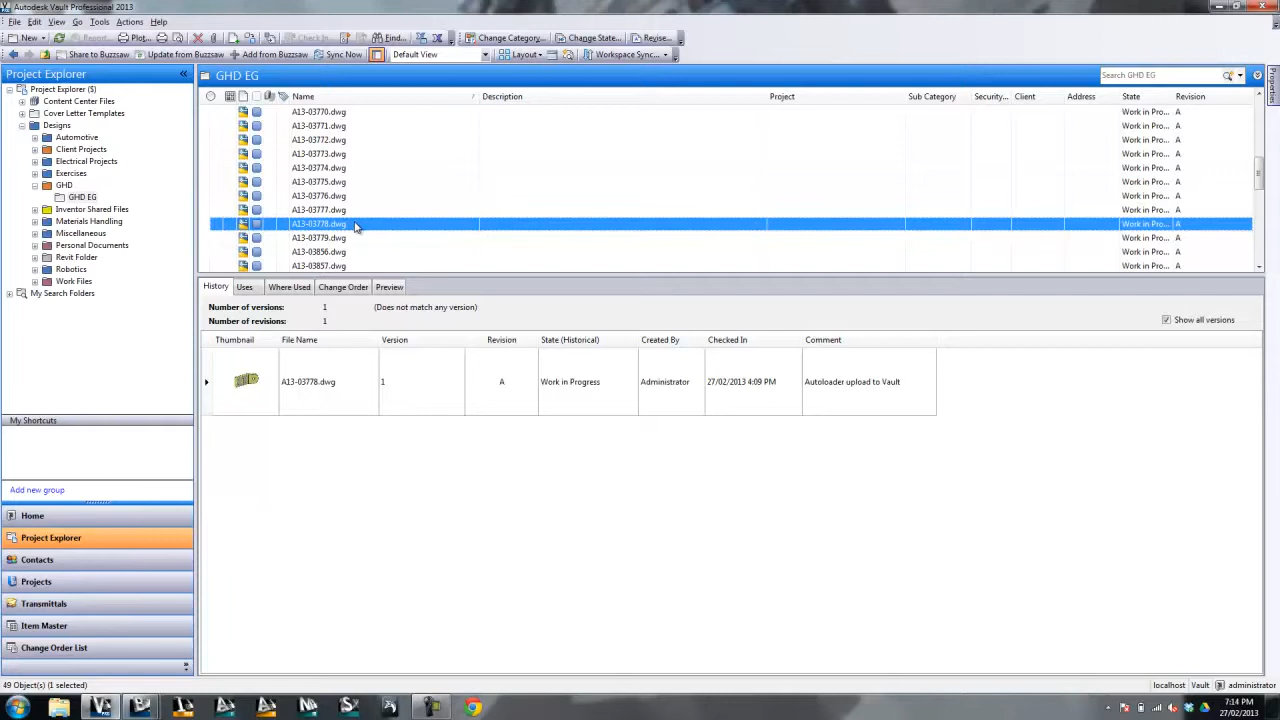 Autodesk Vault Professional 2013
File Edit View Go Tools Actions Help
New Report... Plot... Check In... Find... Change Category... Change State... Revise...
Share to Buzzsaw Update from Buzzsaw Add from Buzzsaw Sync Now Default View Layout Workspace Sync...
Project Explorer
Project Explorer ($)
Content Center Files
Cover Letter Templates
Designs
Automotive
Client Projects
Electrical Projects
Exercises
GHD
GHD EG
Inventor Shared Files
Materials Handling
Miscellaneous
Personal Documents
Revit Folder
Robotics
Work Files
My Search Folders
My Shortcuts
Add new group
Home
Project Explorer
Contacts
Projects
Transmittals
Item Master
Change Order List
GHD EG Search GHD EG
Name Description Project Sub Category Security... Client Address State Revision
A13-03770.dwg Work in Pro... A
A13-03771.dwg Work in Pro... A
A13-03772.dwg Work in Pro... A
A13-03773.dwg Work in Pro... A
A13-03774.dwg Work in Pro... A
A13-03775.dwg Work in Pro... A
A13-03776.dwg Work in Pro... A
A13-03777.dwg Work in Pro... A
A13-03778.dwg Work in Pro... A
A13-03779.dwg Work in Pro... A
A13-03856.dwg Work in Pro... A
A13-03857.dwg Work in Pro... A
Properties
History Uses Where Used Change Order Preview
Number of versions: 1 (Does not match any version)
Number of revisions: 1 Show all versions
Thumbnail File Name Version Revision State (Historical) Created By Checked In Comment
A13-03778.dwg 1 A Work in Progress Administrator 27/02/2013 4:09 PM Autoloader upload to Vault
49 Object(s) (1 selected) localhost Vault administrator
7:14 PM
27/02/2013